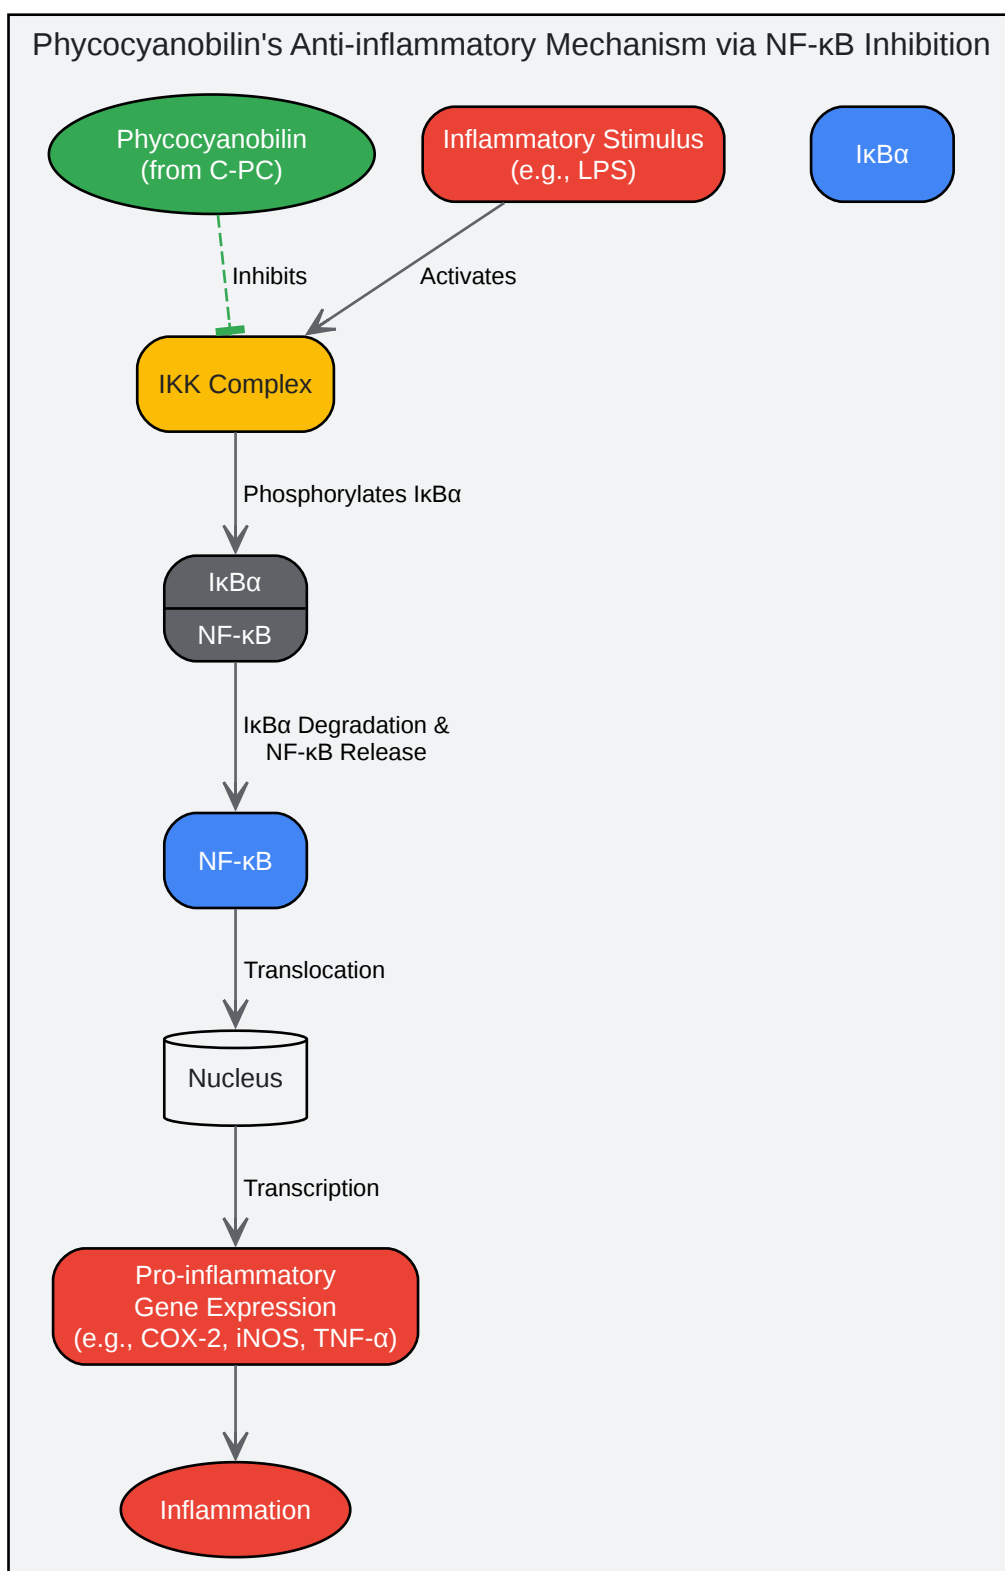 Phycocyanobilin's Anti-inflammatory Mechanism via NF-κB Inhibition
Phycocyanobilin
(from C-PC)
Inflammatory Stimulus
(e.g., LPS)
IκBα
Inhibits
Activates
IKK Complex
Phosphorylates IκBα
IκBα
NF-κB
IκBα Degradation &
NF-κB Release
NF-κB
Translocation
Nucleus
Transcription
Pro-inflammatory
Gene Expression
(e.g., COX-2, iNOS, TNF-α)
Inflammation